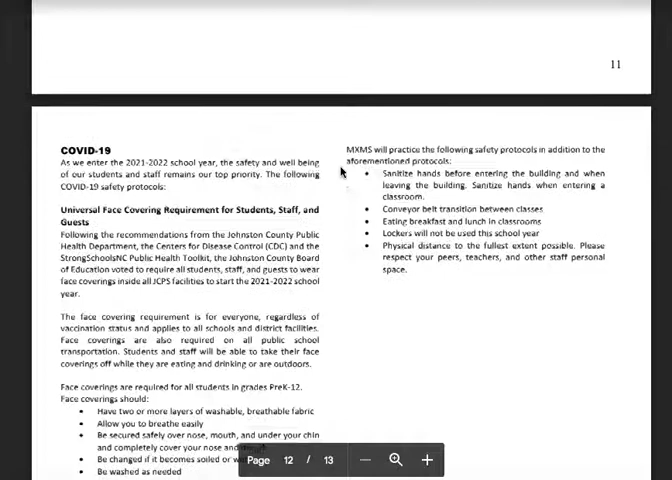 11
COVID-19
As we enter the 2021-2022 school year, the safety and well being
of our students and staff remains our top priority. The following
COVID-19 safety protocols:
Universal Face Covering Requirement for Students, Staff, and
Guests
Following the recommendations from the Johnston County Public
Health Department, the Centers for Disease Control (CDC) and the
StrongSchoolsNC Public Health Toolkit, the Johnston County Board
of Education voted to require all students, staff, and guests to wear
face coverings inside all JCPS facilities to start the 2021-2022 school
year.
The face covering requirement is for everyone, regardless of
vaccination status and applies to all schools and district facilities.
Face coverings are also required on all public school
transportation. Students and staff will be able to take their face
coverings off while they are eating and drinking or are outdoors.
Face coverings are required for all students in grades PreK-12.
Face coverings should:
• Have two or more layers of washable, breathable fabric
• Allow you to breathe easily
• Be secured safely over nose, mouth, and under your chin
and completely cover your nose and
• Be changed if it becomes soiled or
• Be washed as needed
MXMS will practice the following safety protocols in addition to the
aforementioned protocols:
• Sanitize hands before entering the building and when
leaving the building. Sanitize hands when entering a
classroom.
• Conveyor belt transition between classes
• Eating breakfast and lunch in classrooms
• Lockers will not be used this school year
• Physical distance to the fullest extent possible. Please
respect your peers, teachers, and other staff personal
space.
Page 12 / 13